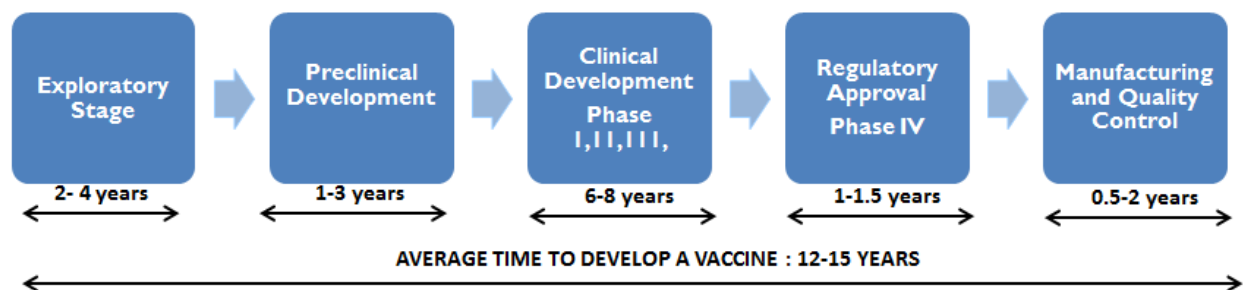 Exploratory
Stage
Preclinical
Development
Clinical
Development
Phase
I,II,III,
Regulatory
Approval
Phase IV
Manufacturing
and Quality
Control
2- 4 years
1-3 years
6-8 years
1-1.5 years
0.5-2 years
AVERAGE TIME TO DEVELOP A VACCINE : 12-15 YEARS